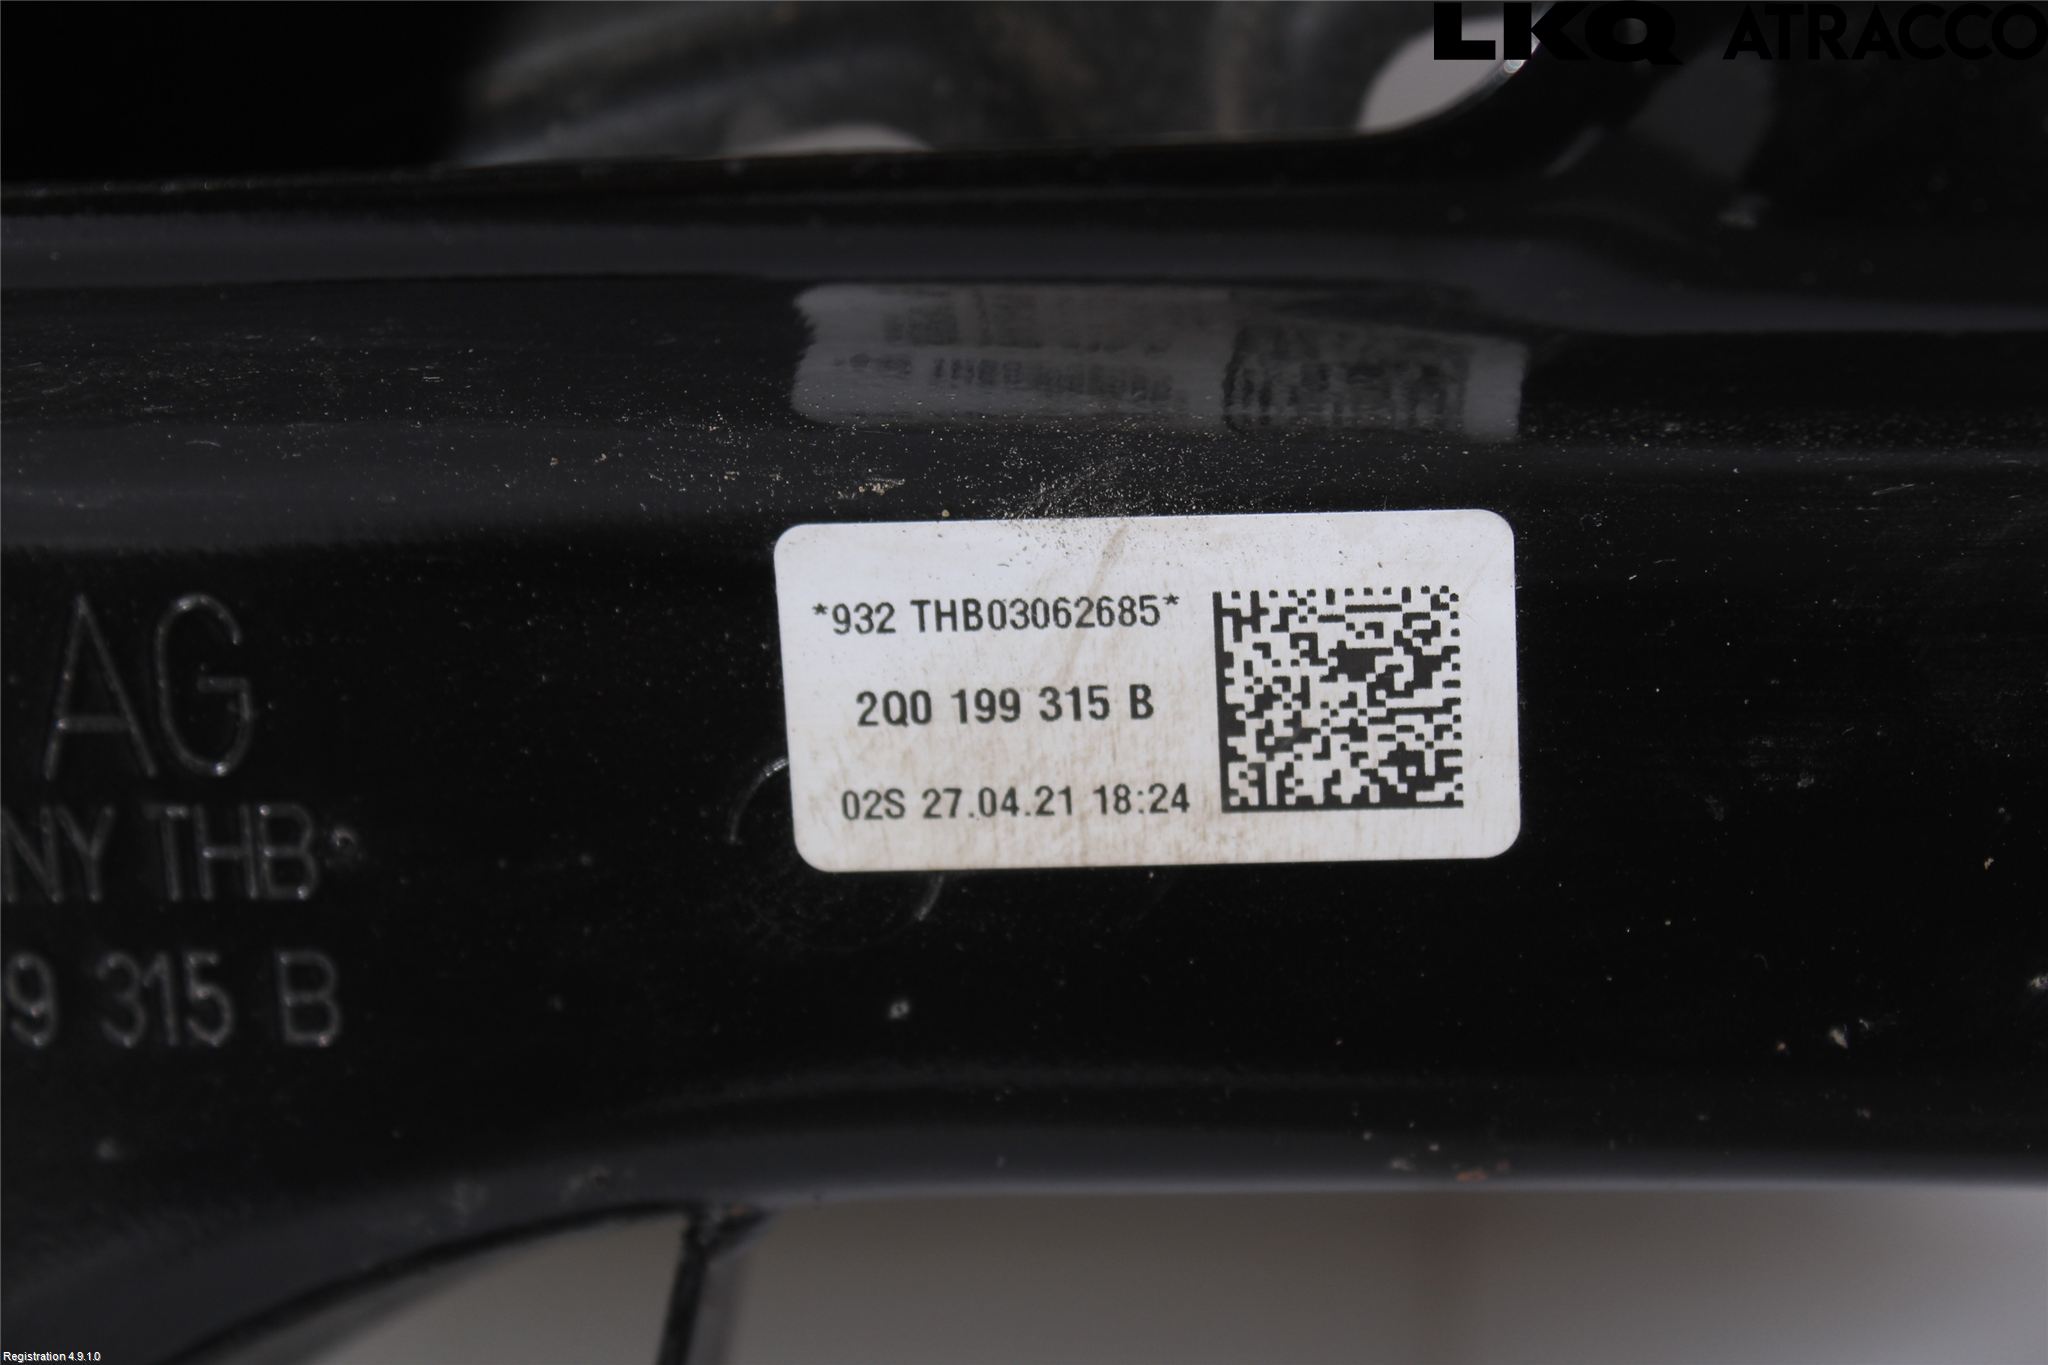 LKQ ATRACCO
*932 THB03062685*
2Q0 199 315 B
02S 27.04.21 18:24
AG
NY THB
9 315 B
Registration 4.9.1.0